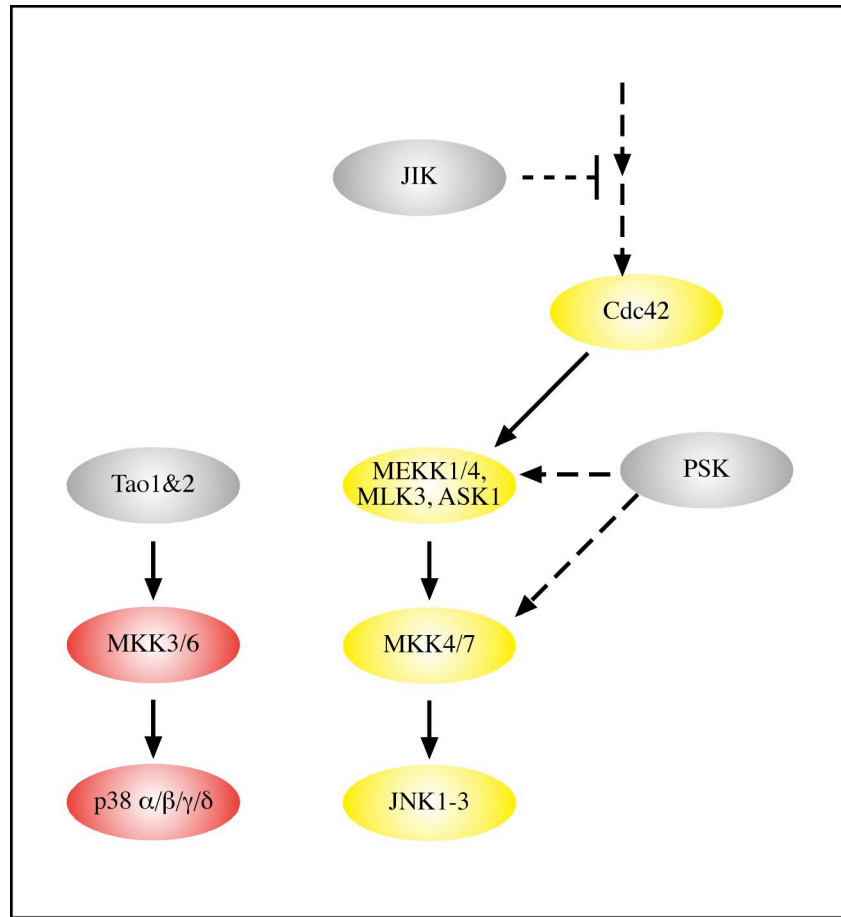 JIK
Cdc42
Tao1&2
MEKK1/4,
MLK3, ASK1
PSK
MKK3/6
MKK4/7
p38 α/β/γ/δ
JNK1-3